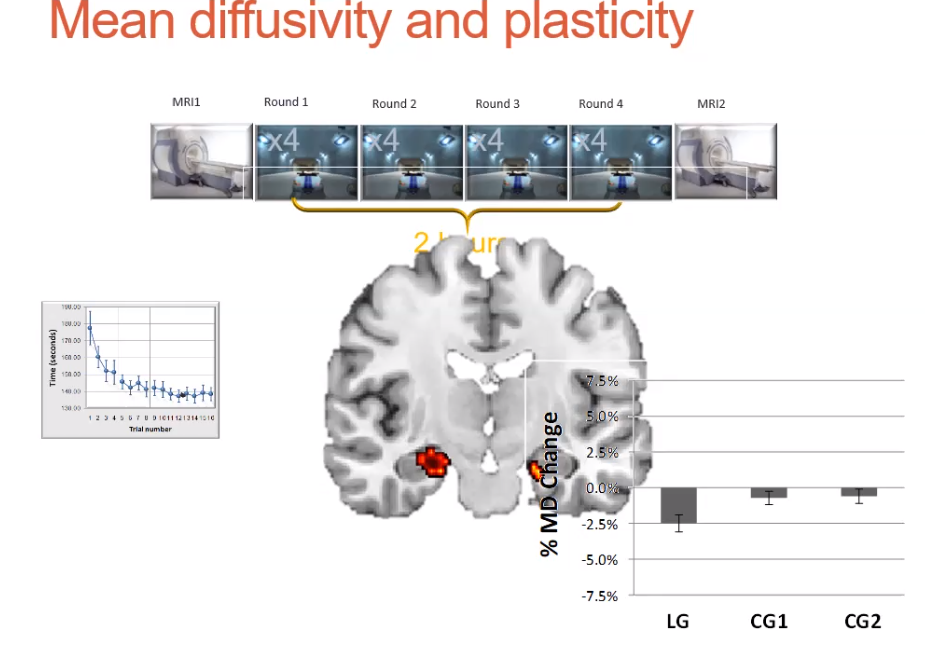 Mean diffusivity and plasticity
MRI1 Round 1 Round 2 Round 3 Round 4 MRI2
x4 x4 x4 x4
2
Time (seconds)
180.00
170.00
160.00
150.00
140.00
130.00
1 2 3 4 5 6 7 8 9 10 11 12 13 14 15 16
Trial number
% MD Change
7.5%
5.0%
2.5%
0.0%
-2.5%
-5.0%
-7.5%
LG CG1 CG2